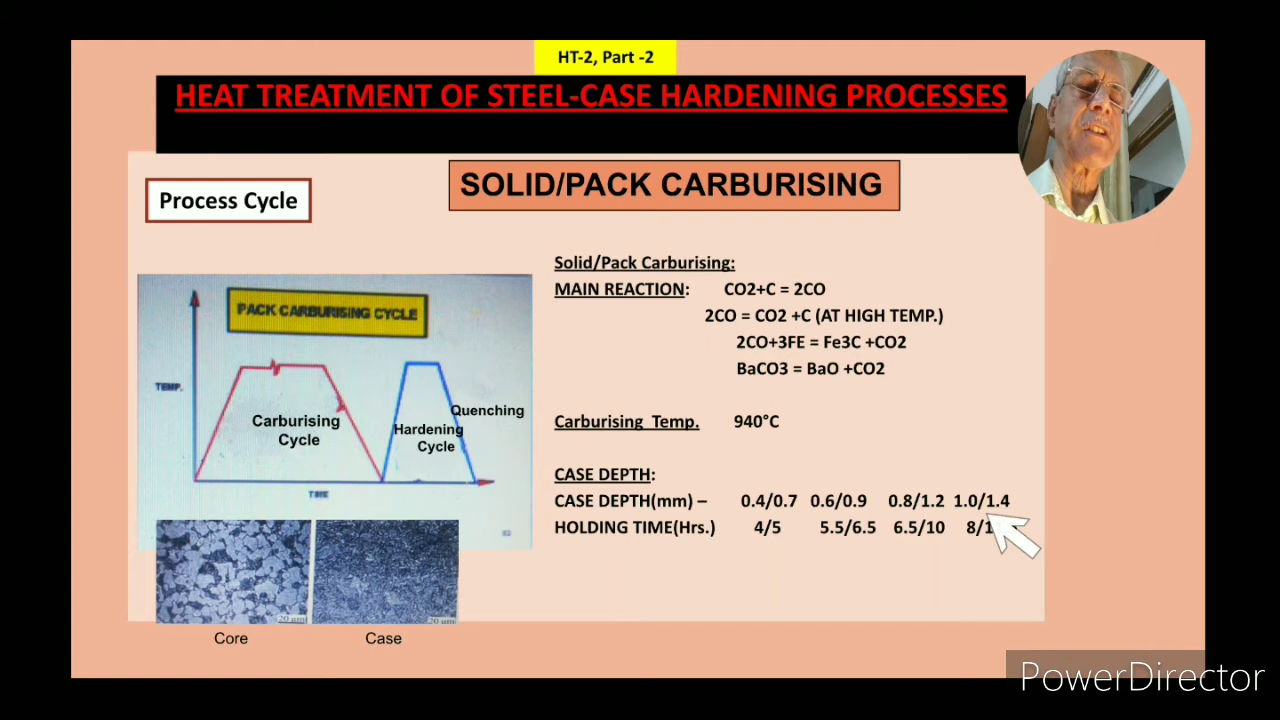 HT-2, Part -2
HEAT TREATMENT OF STEEL-CASE HARDENING PROCESSES
SOLID/PACK CARBURISING
Process Cycle
PACK CARBURISING CYCLE
TEMP.
Carburising
Cycle
Hardening
Cycle
Quenching
TIME
20 µm
20 µm
Core
Case
Solid/Pack Carburising:
MAIN REACTION: CO2+C = 2CO
2CO = CO2 +C (AT HIGH TEMP.)
2CO+3FE = Fe3C +CO2
BaCO3 = BaO +CO2
Carburising Temp. 940°C
CASE DEPTH:
CASE DEPTH(mm) – 0.4/0.7 0.6/0.9 0.8/1.2 1.0/1.4
HOLDING TIME(Hrs.) 4/5 5.5/6.5 6.5/10
PowerDirector